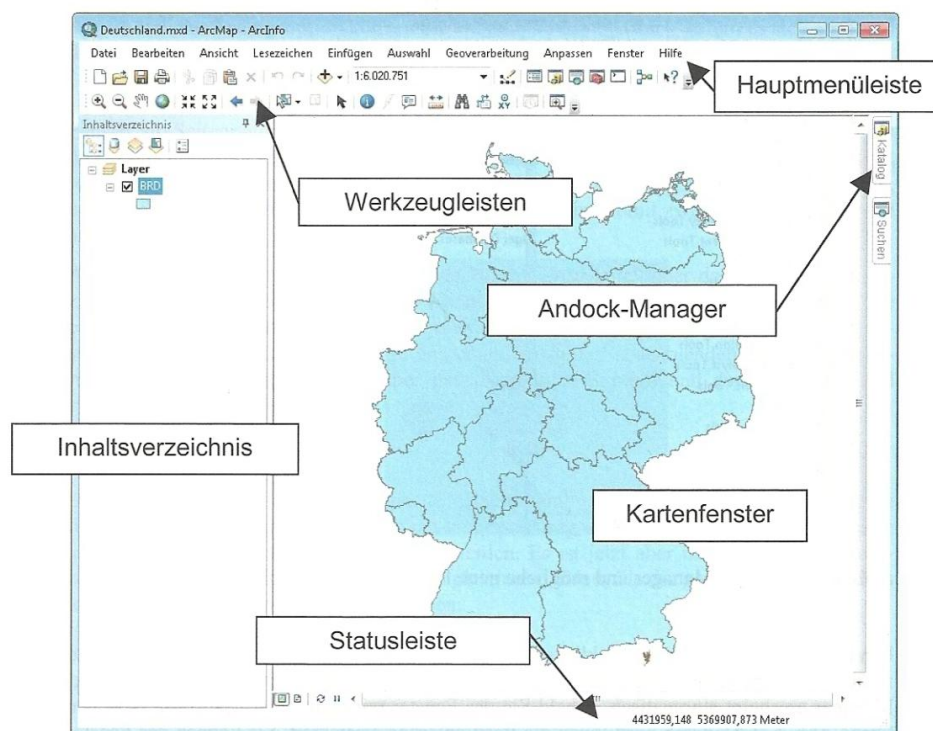 Deutschland.mxd - ArcMap - ArcInfo
Datei Bearbeiten Ansicht Lesezeichen Einfügen Auswahl Geoverarbeitung Anpassen Fenster Hilfe
1:6.020.751
Hauptmenüleiste
Inhaltsverzeichnis
Layer
BRD
Katalog
Suchen
Werkzeugleisten
Andock-Manager
Inhaltsverzeichnis
Kartenfenster
Statusleiste
4431959,148 5369907,873 Meter